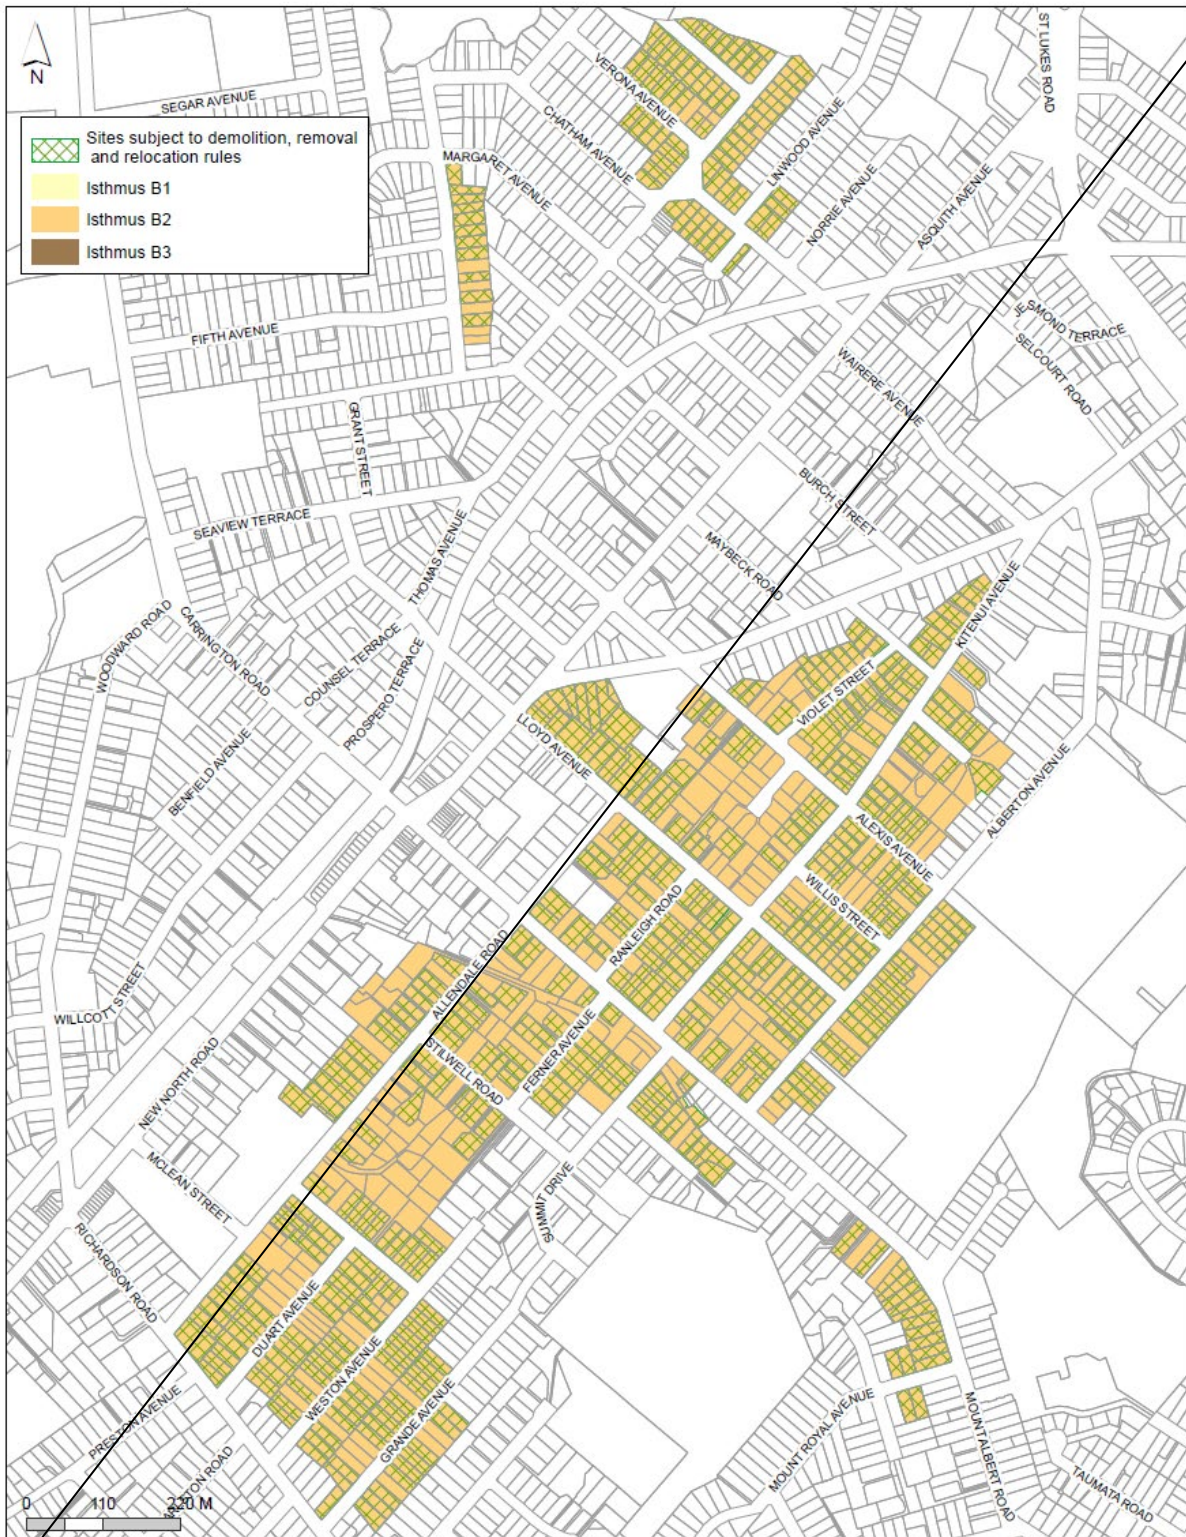 ST LUKES ROAD
VERONA AVENUE
N
SEGAR AVENUE
CHATHAM AVENUE
LINWOOD AVENUE
Sites subject to demolition, removal
and relocation rules
MARGARET AVENUE
Isthmus B1
NORRIE AVENUE
ASQUITH AVENUE
Isthmus B2
Isthmus B3
JE
SMOND TERRACE
FIFTH AVENUE
SELCOURT ROAD
WAIRERE AVENUE
GRANT STREET
BURCH STREET
SEAVIEW TERRACE
THOMAS AVENUE
MAYBECK ROAD
KITENUI AVENUE
WOODWARD ROAD
CARRINGTON ROAD
COUNSEL TERRACE
PROSPERO TERRACE
VIOLET STREET
LLOYD AVENUE
BENFIELD AVENUE
ALBERTON AVENUE
ALEXIS AVENUE
WILLIS STREET
RANLEIGH ROAD
ALLENDALE ROAD
WILLCOTT STREET
FERNER AVENUE
STILWELL ROAD
NEW NORTH ROAD
MCLEAN STREET
SUMMIT DRIVE
RICHARDSON ROAD
DUART AVENUE
WESTON AVENUE
GRANDE AVENUE
PRESTON AVENUE
MOUNT ROYAL AVENUE
MOUNT ALBERT ROAD
TAUMATA ROAD
0 110 220 M